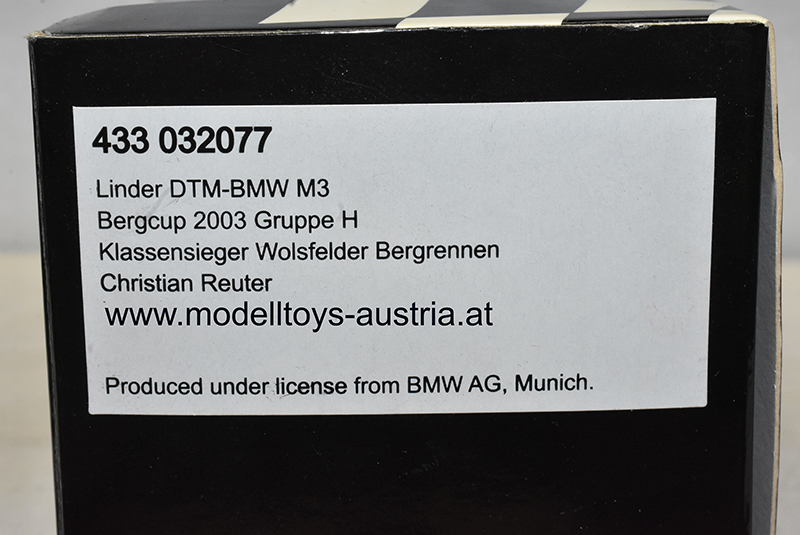 433 032077
Linder DTM-BMW M3
Bergcup 2003 Gruppe H
Klassensieger Wolsfelder Bergrennen
Christian Reuter
www.modelltoys-austria.at
Produced under license from BMW AG, Munich.